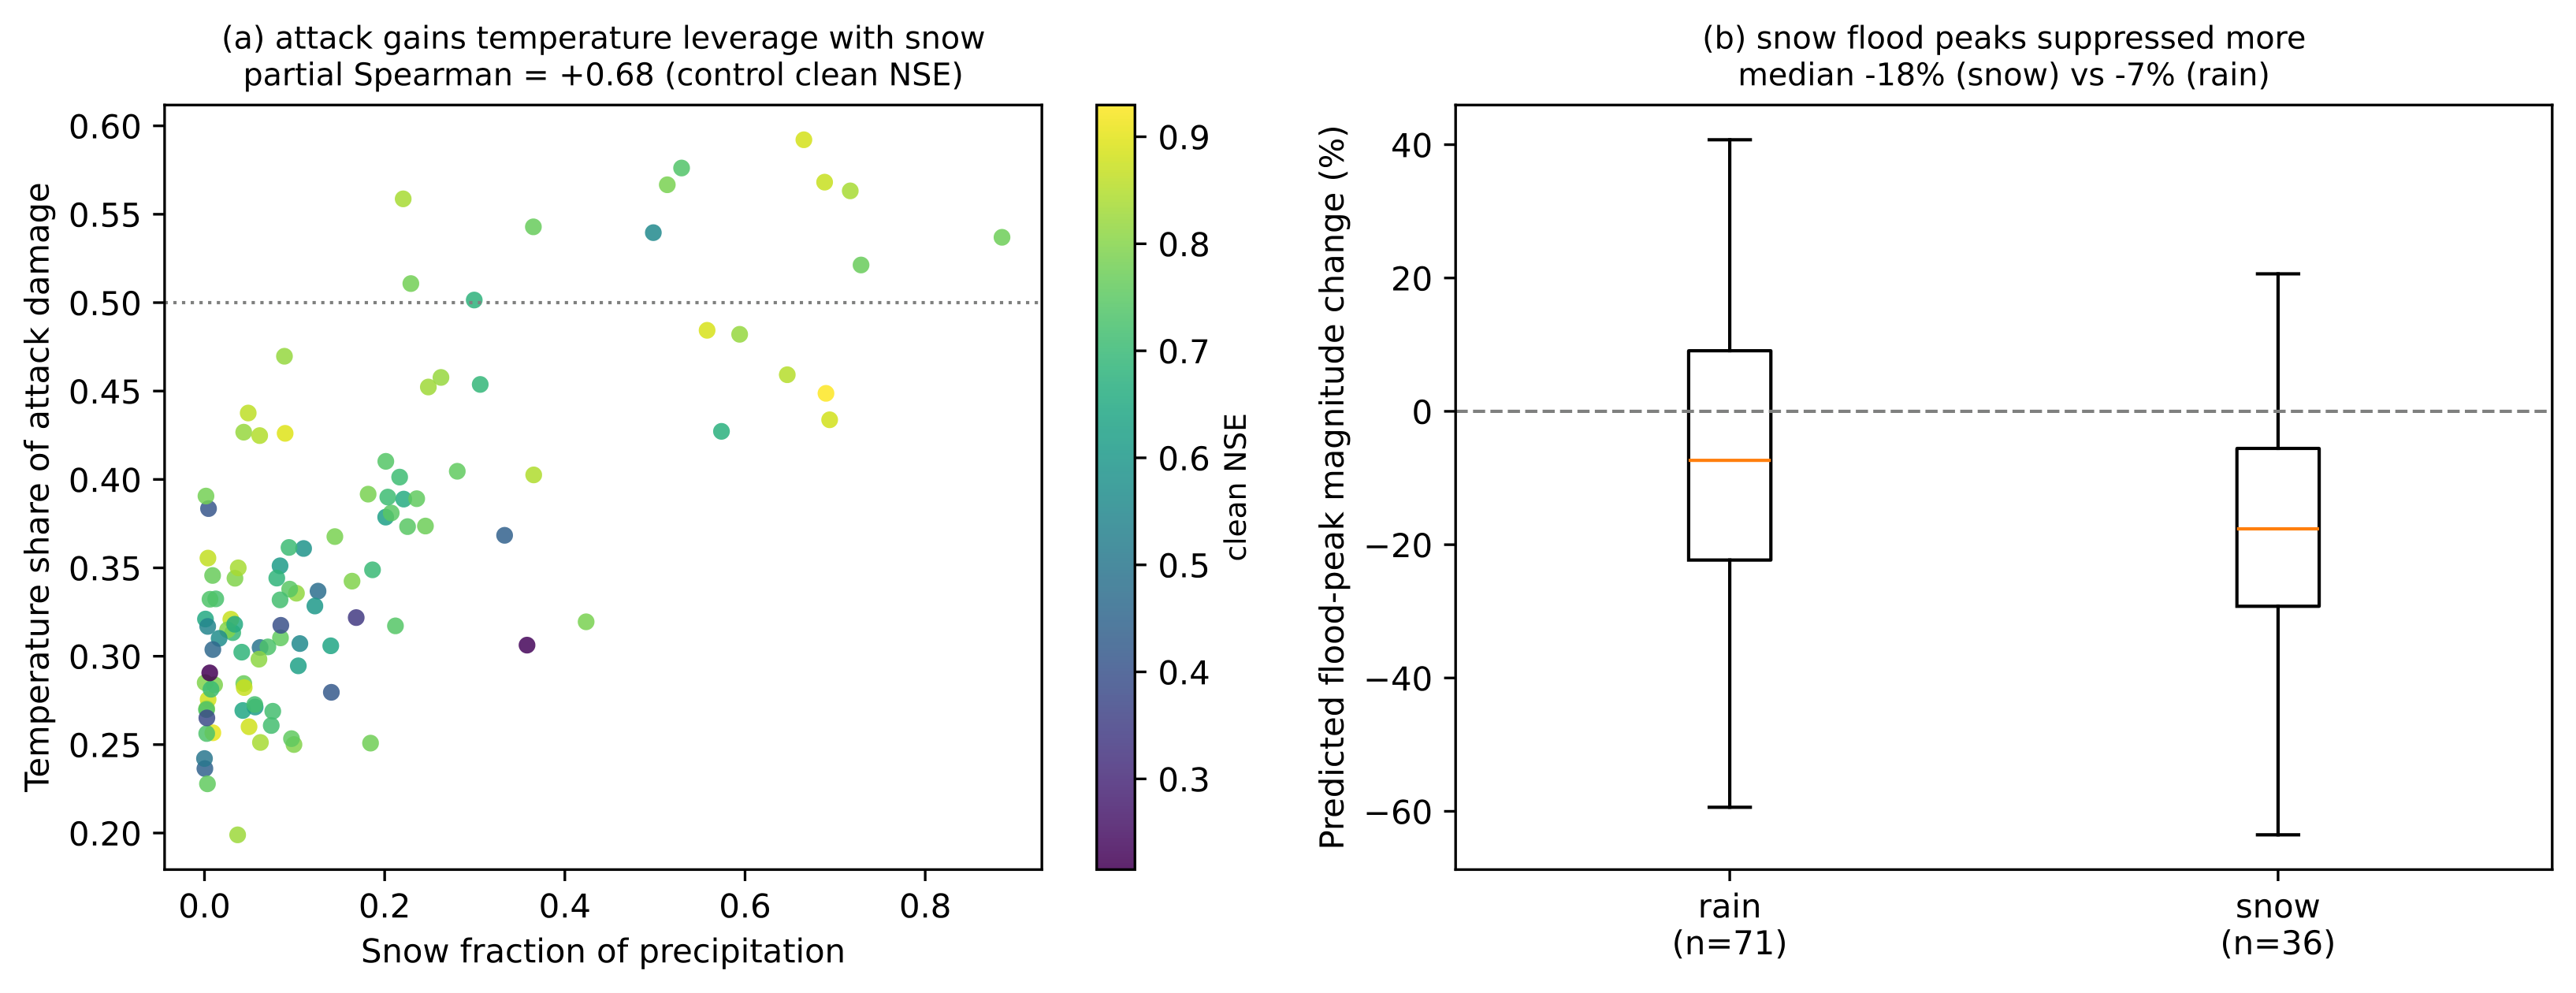 (a) attack gains temperature leverage with snow
partial Spearman = +0.68 (control clean NSE)
Temperature share of attack damage
0.60
0.55
0.50
0.45
0.40
0.35
0.30
0.25
0.20
0.0 0.2 0.4 0.6 0.8
Snow fraction of precipitation
0.9
0.8
0.7
0.6
0.5
0.4
0.3
clean NSE
(b) snow flood peaks suppressed more
median -18% (snow) vs -7% (rain)
Predicted flood-peak magnitude change (%)
40
20
0
−20
−40
−60
rain
(n=71)
snow
(n=36)